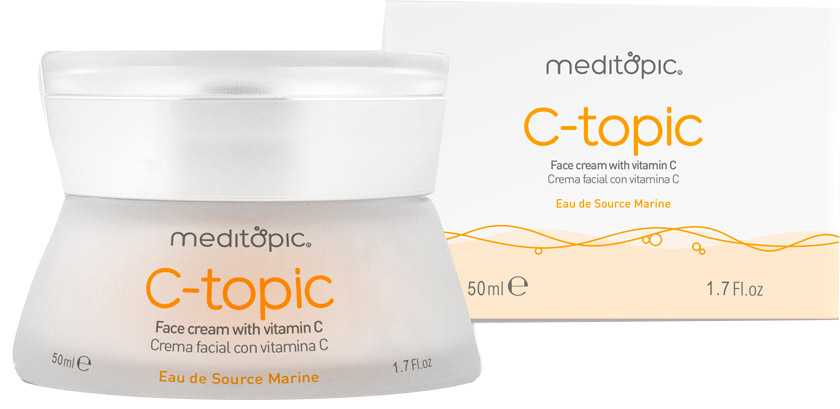 meditopic®
C-topic
Face cream with vitamin C
Crema facial con vitamina C
Eau de Source Marine
50ml ℮
1.7 Fl.oz
meditopic®
C-topic
Face cream with vitamin C
Crema facial con vitamina C
50ml ℮
1.7 Fl.oz
Eau de Source Marine